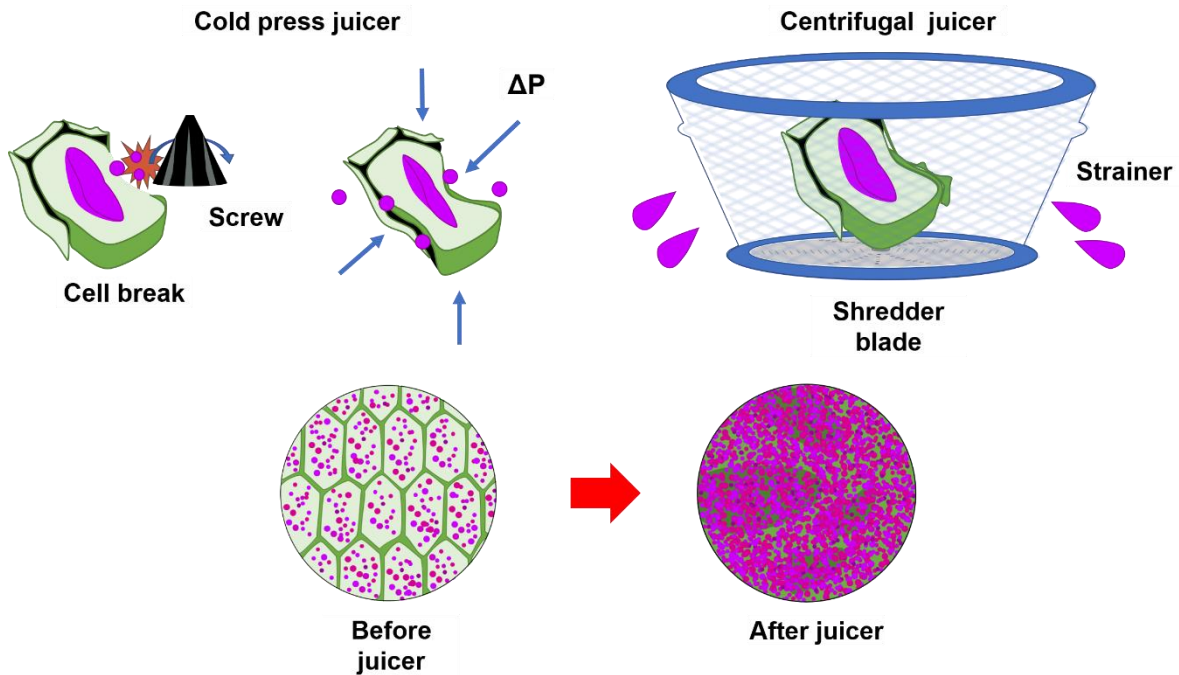 Cold press juicer
Centrifugal juicer
ΔP
Screw
Cell break
Strainer
Shredder
blade
Before
juicer
After juicer